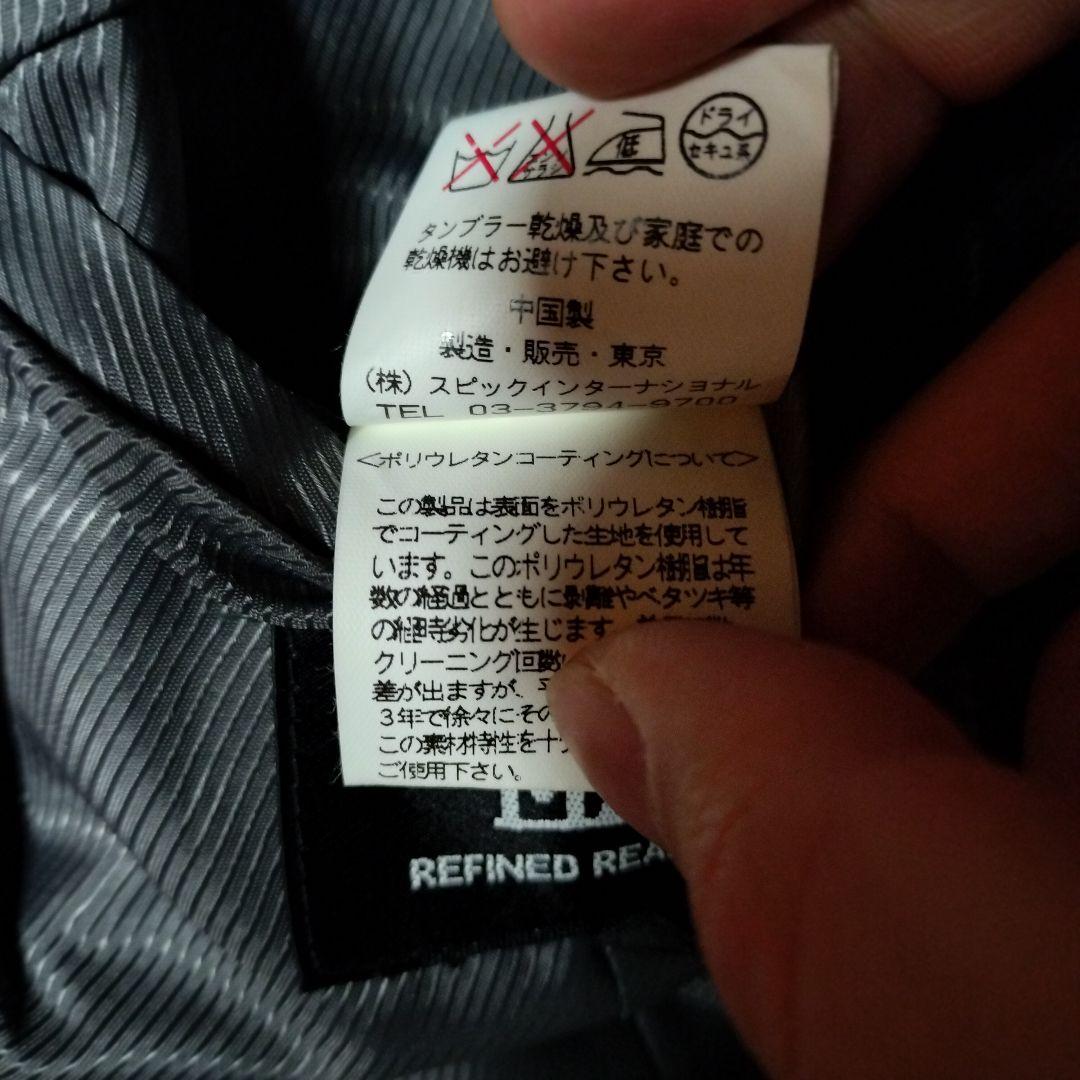 低
ドライ
セキユ系
タンブラー乾燥及び家庭での
乾燥機はお避け下さい。
中国製
製造・販売・東京
(株)スピックインターナショナル
TEL 03-3794-9700
<ポリウレタンコーティングについて>
この製品は表面をポリウレタン樹脂
でコーティングした生地を使用して
います。このポリウレタン樹脂は年
数の経過とともに剥離やベタツキ等
の経時劣化が生じます。
クリーニング回数
差が出ますが、
3年で徐々にその
この素材特性を十
ご使用下さい。
REFINED REA